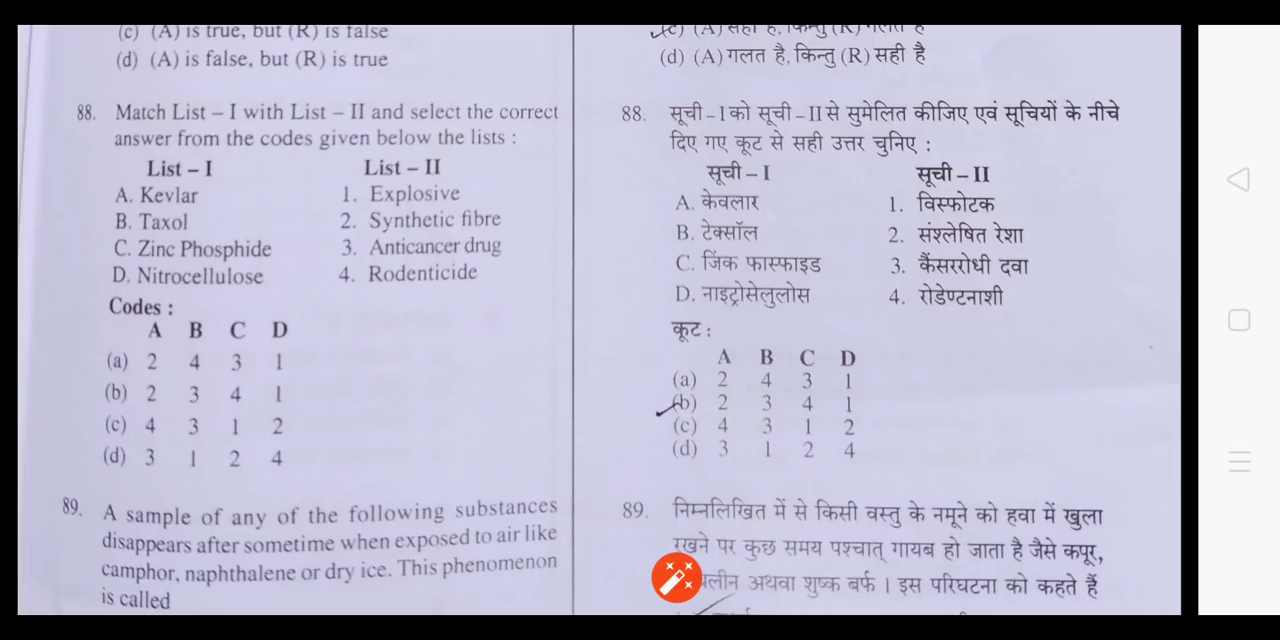 (c) (A) is true, but (R) is false
(d) (A) is false, but (R) is true
88. Match List – I with List – II and select the correct
answer from the codes given below the lists :
List – I List – II
A. Kevlar 1. Explosive
B. Taxol 2. Synthetic fibre
C. Zinc Phosphide 3. Anticancer drug
D. Nitrocellulose 4. Rodenticide
Codes :
A B C D
(a) 2 4 3 1
(b) 2 3 4 1
(c) 4 3 1 2
(d) 3 1 2 4
89. A sample of any of the following substances
disappears after sometime when exposed to air like
camphor, naphthalene or dry ice. This phenomenon
is called
(c) (A) सही है, किन्तु (R) गलत है
(d) (A) गलत है, किन्तु (R) सही है
88. सूची – I को सूची – II से सुमेलित कीजिए एवं सूचियों के नीचे
दिए गए कूट से सही उत्तर चुनिए :
सूची – I सूची – II
A. केवलार 1. विस्फोटक
B. टेक्सॉल 2. संश्लेषित रेशा
C. जिंक फास्फाइड 3. कैंसररोधी दवा
D. नाइट्रोसेलुलोस 4. रोडेण्टनाशी
कूट :
A B C D
(a) 2 4 3 1
(b) 2 3 4 1
(c) 4 3 1 2
(d) 3 1 2 4
89. निम्नलिखित में से किसी वस्तु के नमूने को हवा में खुला
रखने पर कुछ समय पश्चात् गायब हो जाता है जैसे कपूर,
अथवा शुष्क बर्फ । इस परिघटना को कहते हैं